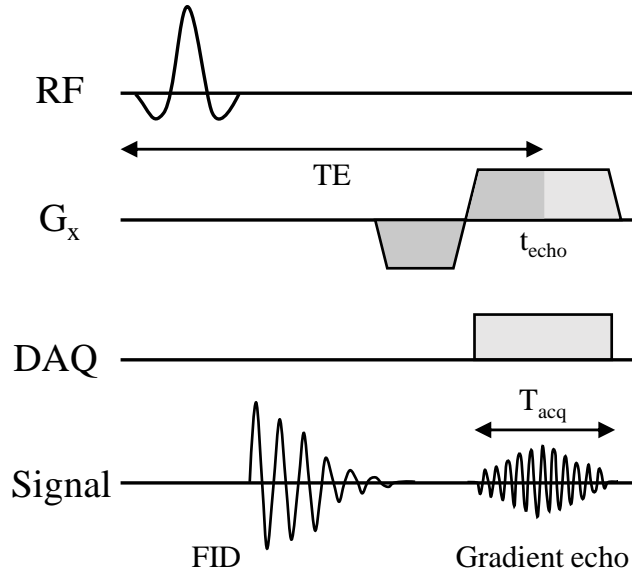 RF
TE
Gx
techo
DAQ
Tacq
Signal
FID
Gradient echo